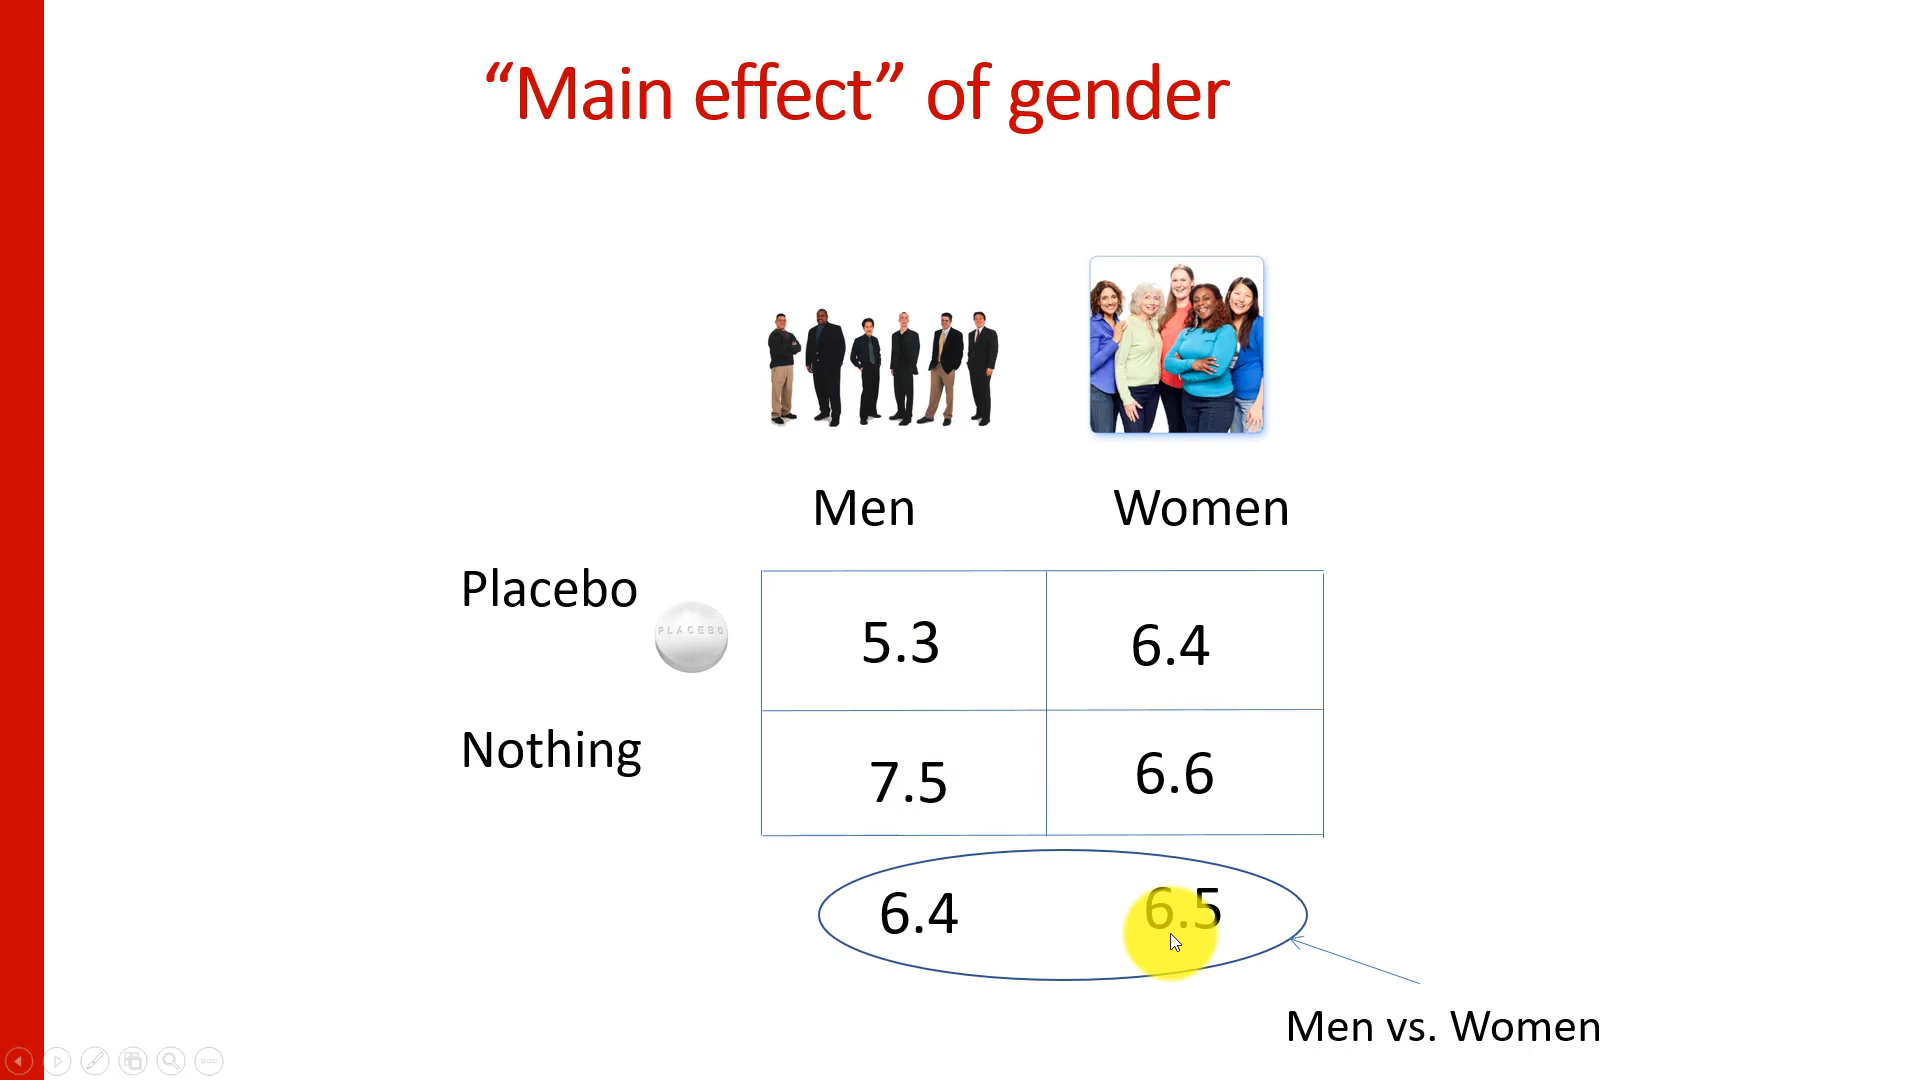 “Main effect” of gender
Men Women
Placebo
PLACEBO
5.3 6.4
Nothing
7.5 6.6
6.4 6.5
Men vs. Women